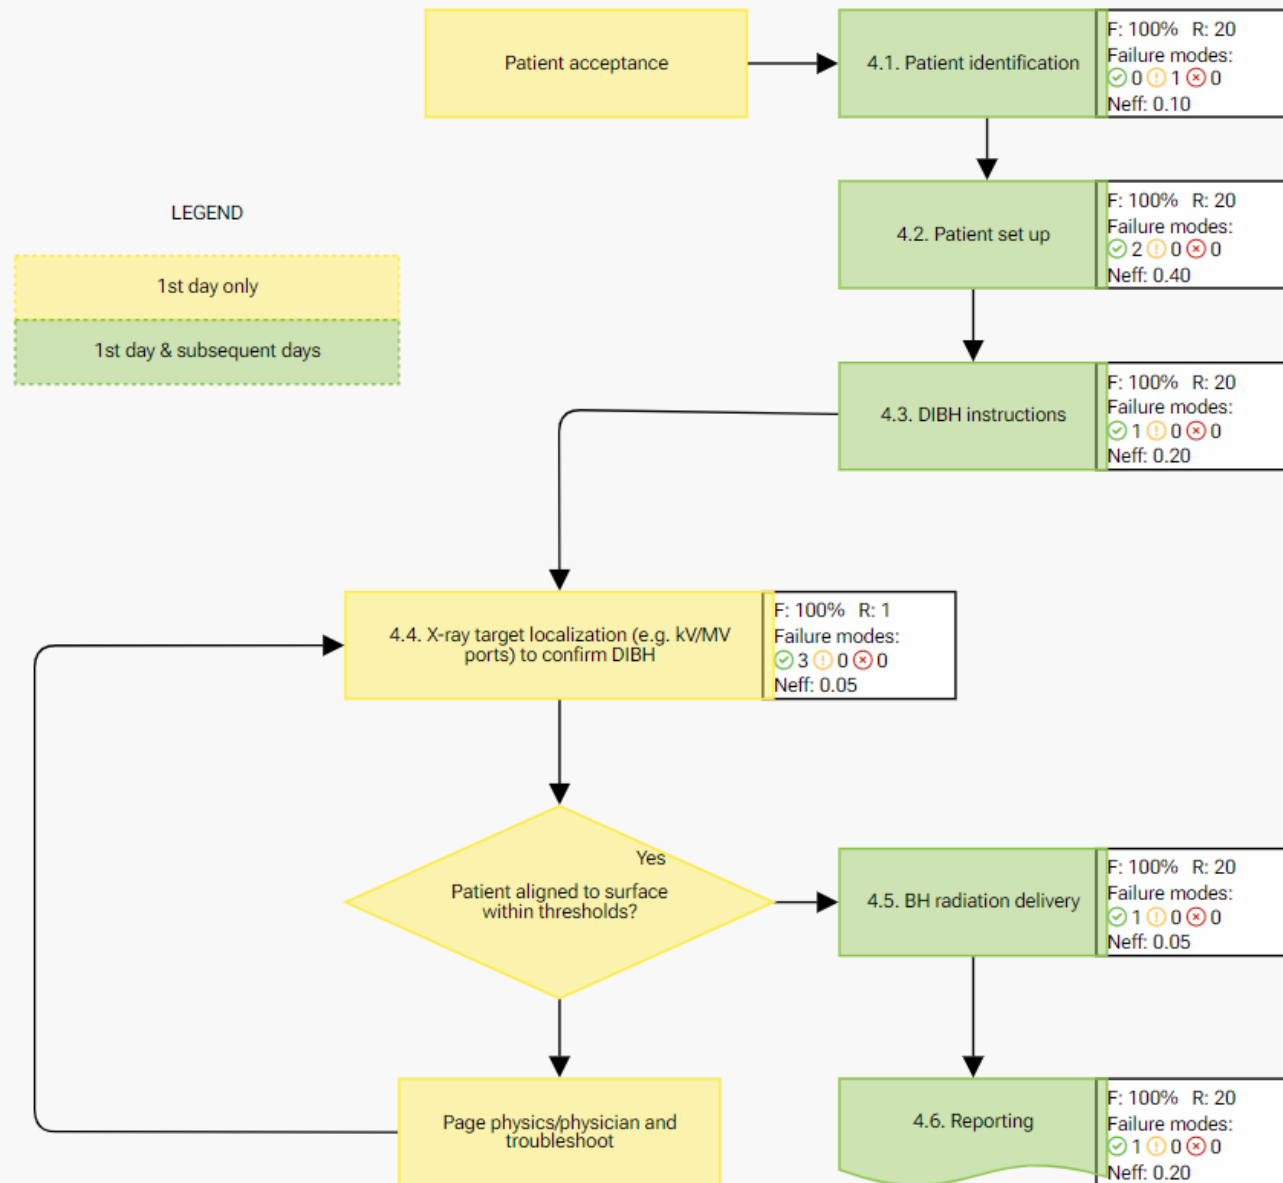 Patient acceptance
4.1. Patient identification
F: 100% R: 20
Failure modes:
0 1 0
Neff: 0.10
4.2. Patient set up
F: 100% R: 20
Failure modes:
2 0 0
Neff: 0.40
LEGEND
1st day only
1st day & subsequent days
4.3. DIBH instructions
F: 100% R: 20
Failure modes:
1 0 0
Neff: 0.20
4.4. X-ray target localization (e.g. kV/MV
ports) to confirm DIBH
F: 100% R: 1
Failure modes:
3 0 0
Neff: 0.05
Yes
Patient aligned to surface
within thresholds?
4.5. BH radiation delivery
F: 100% R: 20
Failure modes:
1 0 0
Neff: 0.05
Page physics/physician and
troubleshoot
4.6. Reporting
F: 100% R: 20
Failure modes:
1 0 0
Neff: 0.20